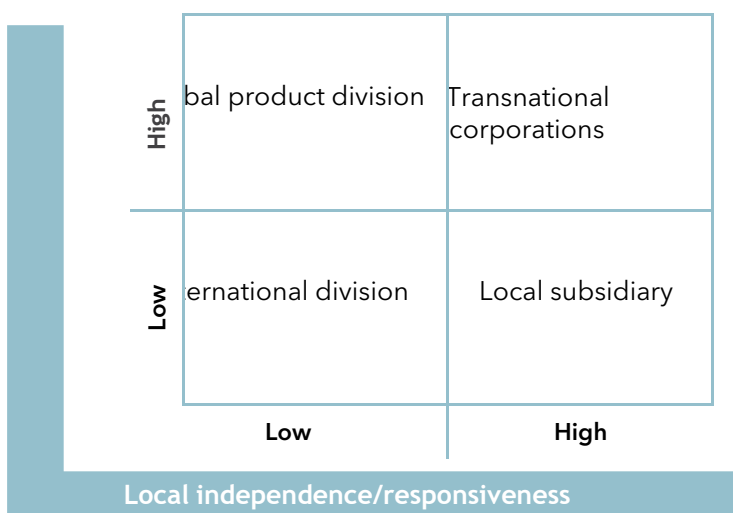 bal product division
Transnational
corporations
High
ernational division
Local subsidiary
Low
Low
High
Local independence/responsiveness